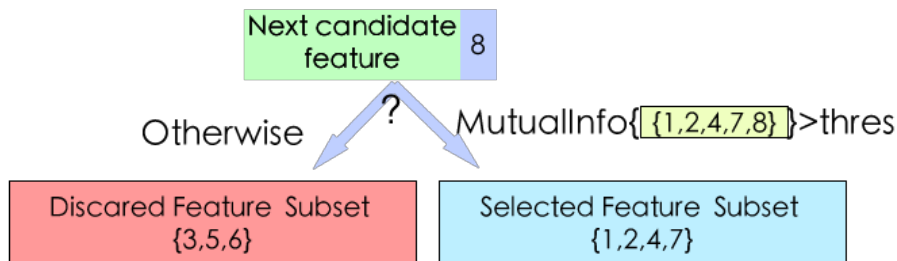 Next candidate
feature
8
?
Otherwise
MutualInfo{ {1,2,4,7,8} }>thres
Discared Feature Subset
{3,5,6}
Selected Feature Subset
{1,2,4,7}